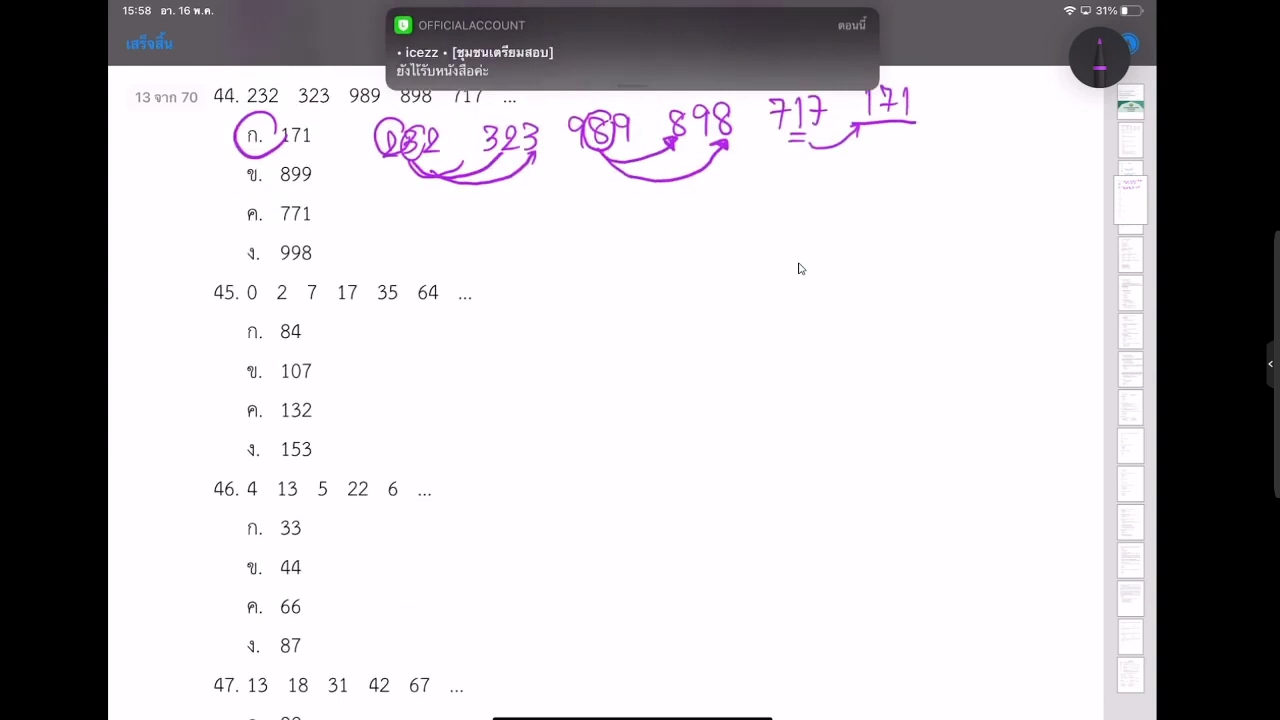 15:58 อา. 16 พ.ค.
31%
OFFICIALACCOUNT
ตอนนี้
• icezz • [ชุมชนเตรียมสอบ]
ยังไโรับหนังสือค่ะ
เสร็จสิ้น
13 จาก 70
44. 232 323 989 898 717 ...
ก. 171
232 323 989 898 717 171
ข. 899
ค. 771
ง. 998
45. 0 2 7 17 35 64 ...
ก. 84
ข. 107
ค. 132
ง. 153
46. 4 13 5 22 6 ...
ก. 33
ข. 44
ค. 66
ง. 87
47. 13 18 31 42 67 ...